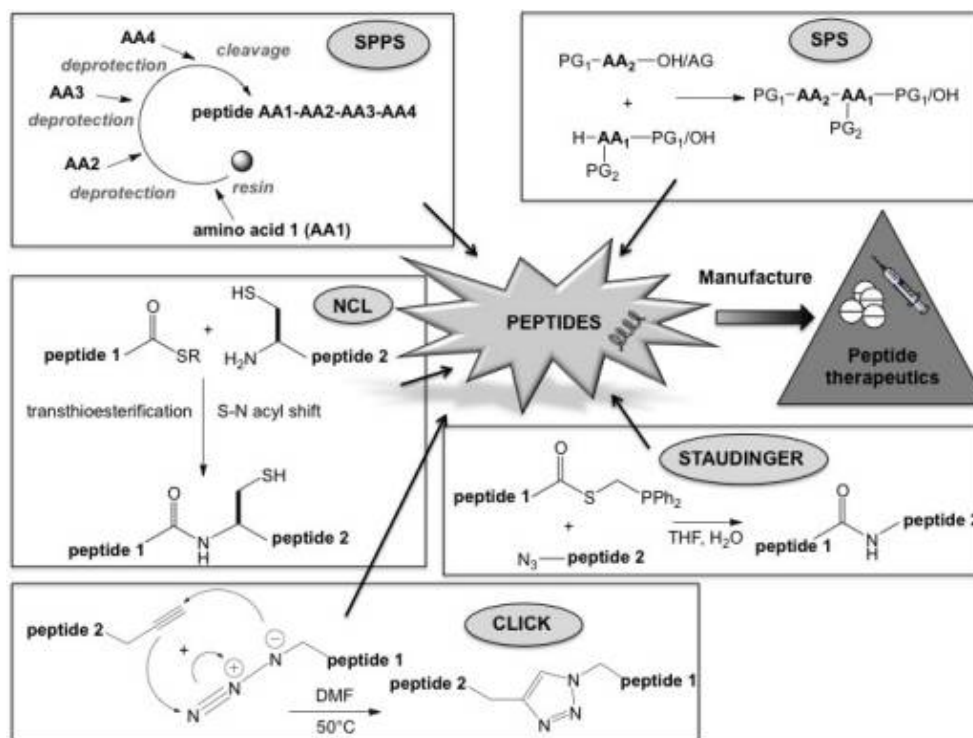 SPPS
AA4
cleavage
deprotection
AA3
peptide AA1-AA2-AA3-AA4
deprotection
AA2
deprotection
resin
amino acid 1 (AA1)
SPS
PG₁—AA₂—OH/AG
+
PG₁—AA₂—AA₁—PG₁/OH
PG₂
H—AA₁—PG₁/OH
PG₂
NCL
HS
O
+
peptide 1
SR
H₂N
peptide 2
transthioesterification
S-N acyl shift
O
SH
peptide 1
N
H
peptide 2
PEPTIDES
Manufacture
Peptide
therapeutics
STAUDINGER
O
peptide 1
S
PPh₂
+
THF, H₂O
N₃—peptide 2
O
peptide 2
peptide 1
N
H
CLICK
peptide 2
+
N
−
+
N
N
peptide 1
DMF
50°C
peptide 2
N
peptide 1
N
N